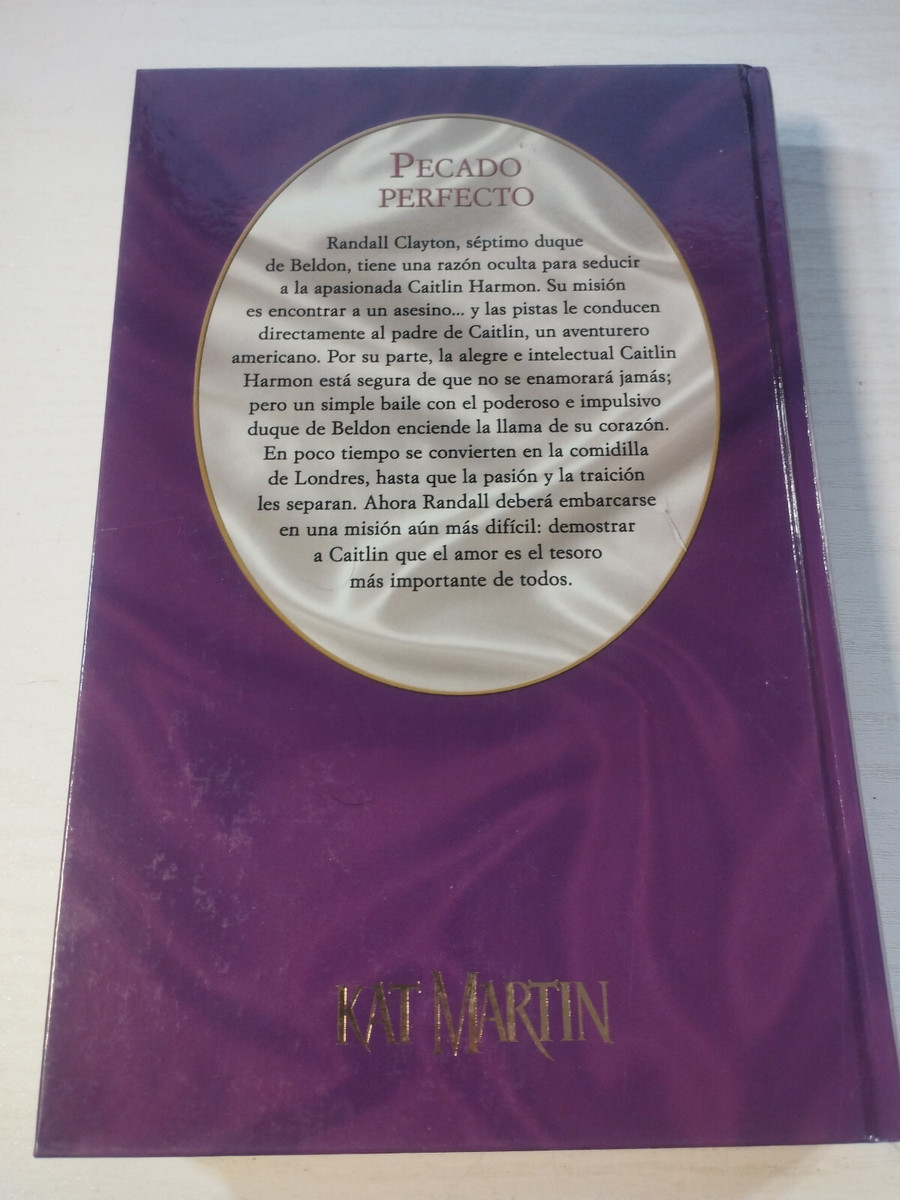 PECADO
PERFECTO
Randall Clayton, séptimo duque
de Beldon, tiene una razón oculta para seducir
a la apasionada Caitlin Harmon. Su misión
es encontrar a un asesino... y las pistas le conducen
directamente al padre de Caitlin, un aventurero
americano. Por su parte, la alegre e intelectual Caitlin
Harmon está segura de que no se enamorará jamás;
pero un simple baile con el poderoso e impulsivo
duque de Beldon enciende la llama de su corazón.
En poco tiempo se convierten en la comidilla
de Londres, hasta que la pasión y la traición
les separan. Ahora Randall deberá embarcarse
en una misión aún más difícil: demostrar
a Caitlin que el amor es el tesoro
más importante de todos.
KAT MARTIN